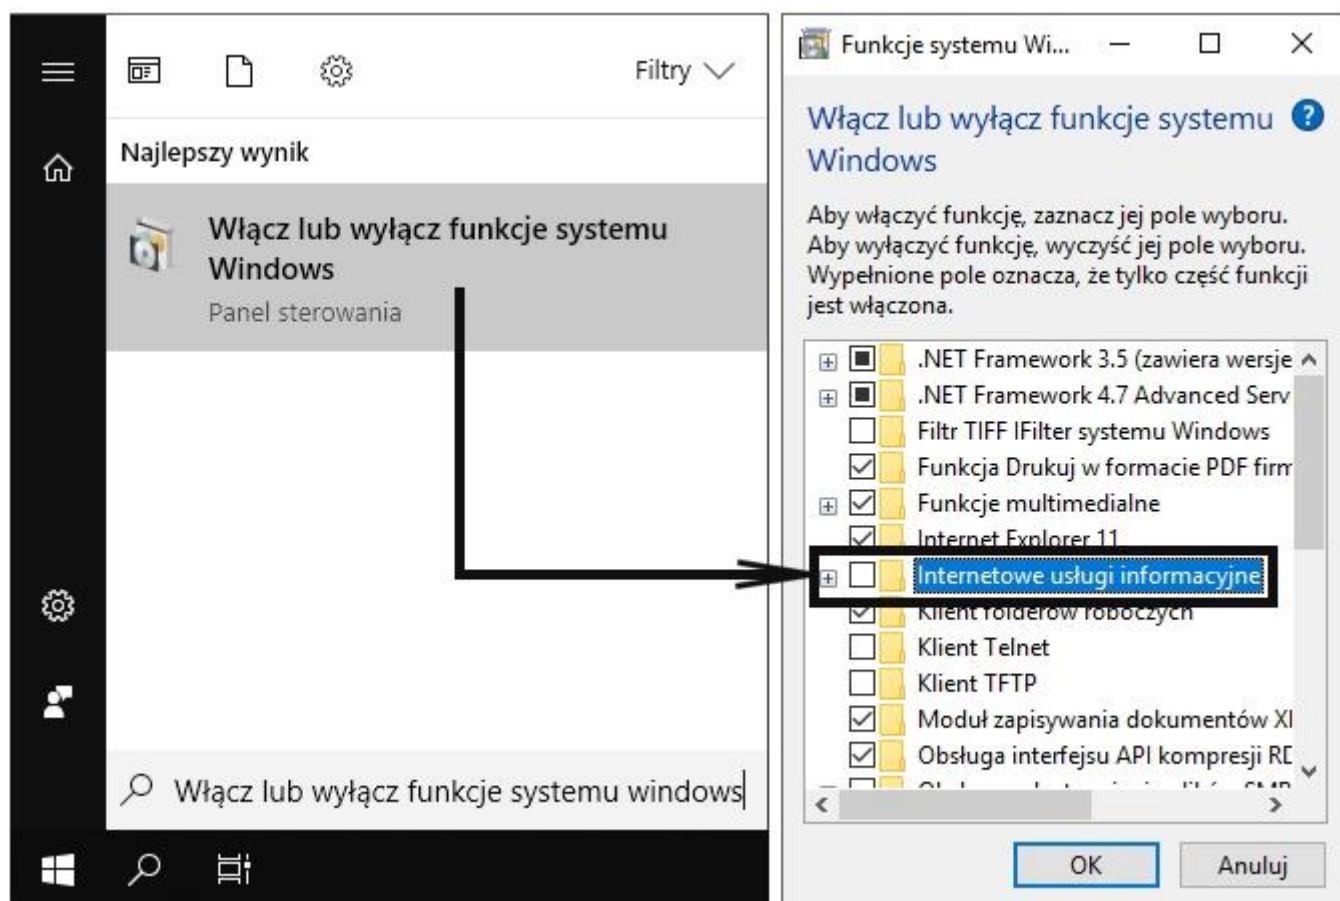 Filtry
Najlepszy wynik
Włącz lub wyłącz funkcje systemu
Windows
Panel sterowania
Włącz lub wyłącz funkcje systemu windows
Funkcje systemu Wi...
Włącz lub wyłącz funkcje systemu
Windows
Aby włączyć funkcję, zaznacz jej pole wyboru.
Aby wyłączyć funkcję, wyczyść jej pole wyboru.
Wypełnione pole oznacza, że tylko część funkcji
jest włączona.
.NET Framework 3.5 (zawiera wersje
.NET Framework 4.7 Advanced Serv
Filtr TIFF IFilter systemu Windows
Funkcja Drukuj w formacie PDF firm
Funkcje multimedialne
Internet Explorer 11
Internetowe usługi informacyjne
Klient folderów roboczych
Klient Telnet
Klient TFTP
Moduł zapisywania dokumentów
Obsługa interfejsu API kompresji
OK
Anuluj